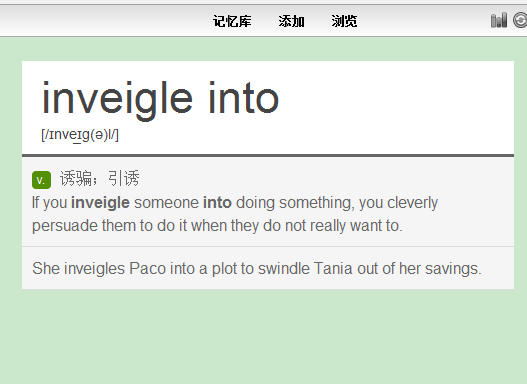 记忆库 添加 浏览
inveigle into
[/ɪnveɪg(ə)l/]
v. 诱骗；引诱
If you inveigle someone into doing something, you cleverly
persuade them to do it when they do not really want to.
She inveigles Paco into a plot to swindle Tania out of her savings.